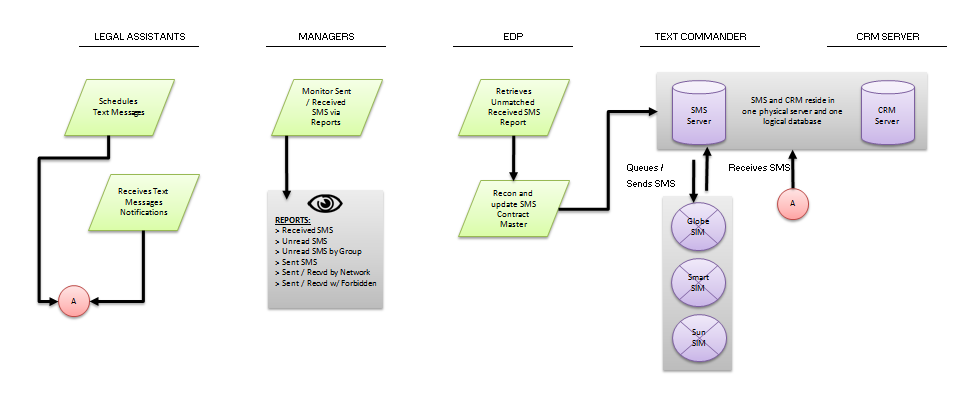 LEGAL ASSISTANTS
MANAGERS
EDP
TEXT COMMANDER
CRM SERVER
Schedules
Text Messages
Monitor Sent
/ Received
SMS via
Reports
Retrieves
Unmatched
Received SMS
Report
SMS
Server
SMS and CRM reside in
one physical server and one
logical database
CRM
Server
Queues /
Sends SMS
Receives SMS
Receives Text
Messages
Notifications
Recon and
update SMS
Contract
Master
A
REPORTS:
> Received SMS
> Unread SMS
> Unread SMS by Group
> Sent SMS
> Sent / Recvd by Network
> Sent / Recvd w/ Forbidden
Globe
SIM
Smart
SIM
Sun
SIM
A